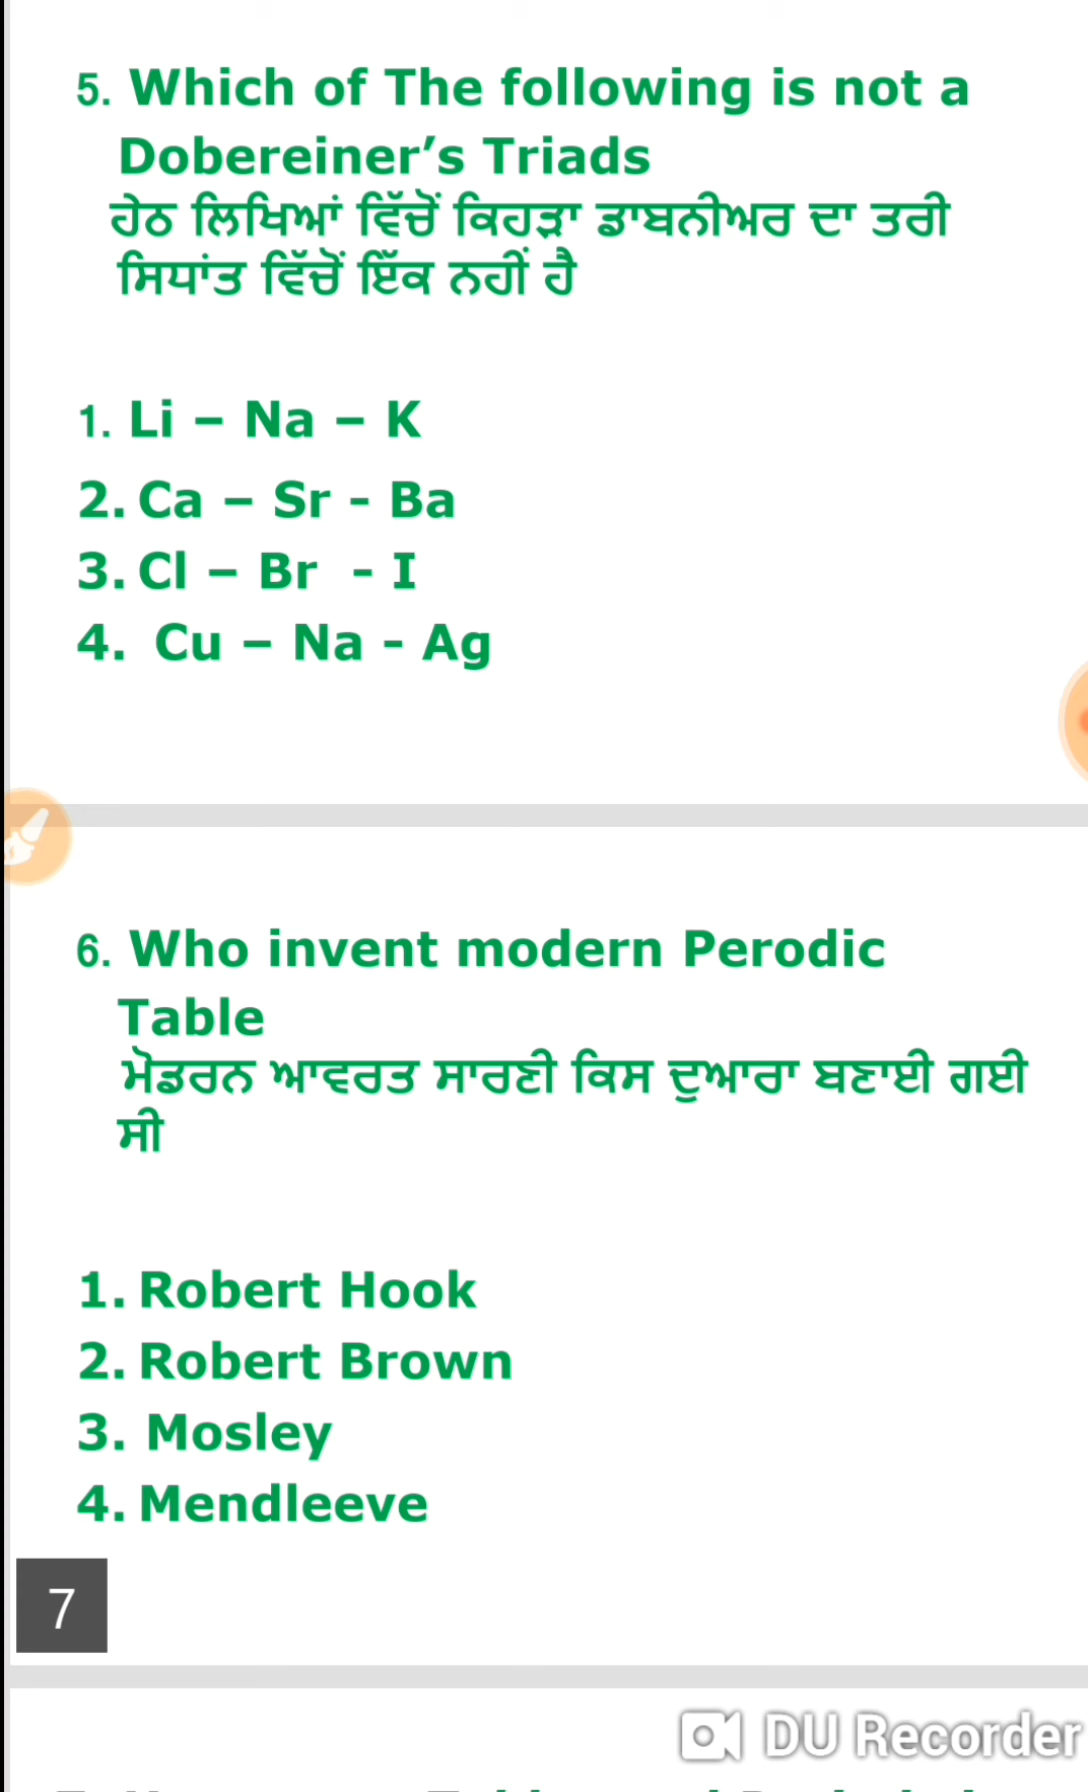 5. Which of The following is not a
Dobereiner’s Triads
ਹੇਠ ਲਿਖਿਆਂ ਵਿੱਚੋਂ ਕਿਹੜਾ ਡਾਬਨੀਅਰ ਦਾ ਤਰੀ
ਸਿਧਾਂਤ ਵਿੱਚੋਂ ਇੱਕ ਨਹੀਂ ਹੈ
1. Li – Na – K
2. Ca – Sr - Ba
3. Cl – Br - I
4. Cu – Na - Ag
6. Who invent modern Perodic
Table
ਮੋਡਰਨ ਆਵਰਤ ਸਾਰਣੀ ਕਿਸ ਦੁਆਰਾ ਬਣਾਈ ਗਈ
ਸੀ
1. Robert Hook
2. Robert Brown
3. Mosley
4. Mendleeve
7
DU Recorder